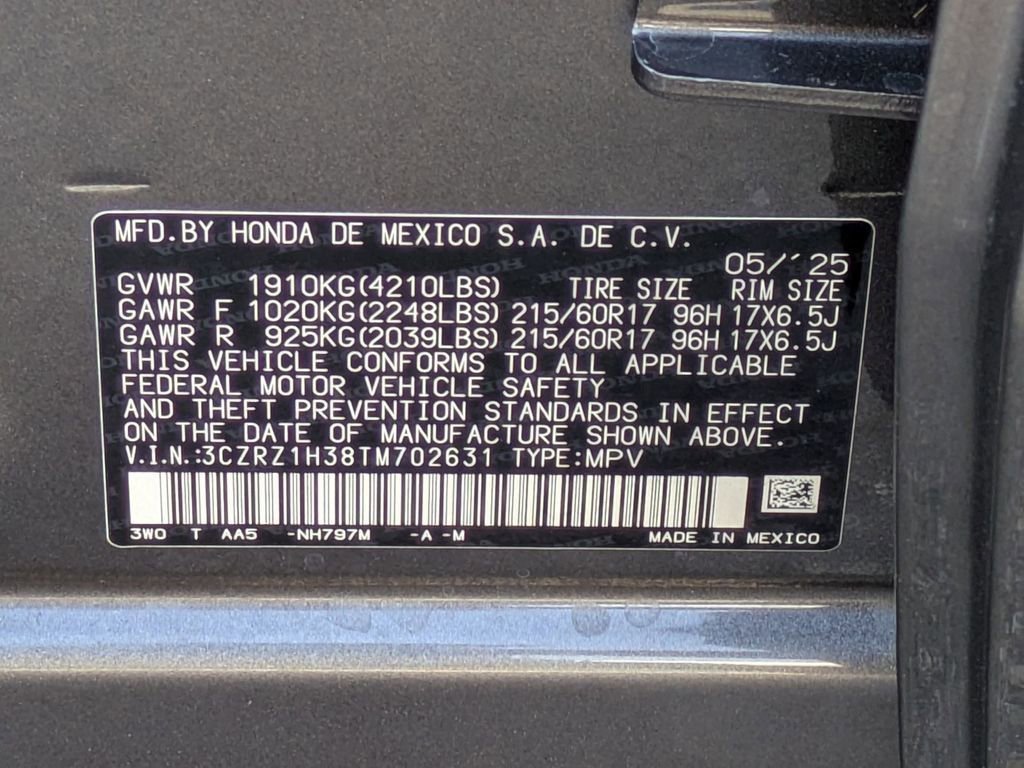 MFD.BY HONDA DE MEXICO S.A. DE C.V.
05/'25
GVWR 1910KG(4210LBS) TIRE SIZE RIM SIZE
GAWR F 1020KG(2248LBS) 215/60R17 96H 17X6.5J
GAWR R 925KG(2039LBS) 215/60R17 96H 17X6.5J
THIS VEHICLE CONFORMS TO ALL APPLICABLE
FEDERAL MOTOR VEHICLE SAFETY
AND THEFT PREVENTION STANDARDS IN EFFECT
ON THE DATE OF MANUFACTURE SHOWN ABOVE.
V.I.N.:3CZRZ1H38TM702631 TYPE:MPV
3W0 T AA5 -NH797M -A -M MADE IN MEXICO